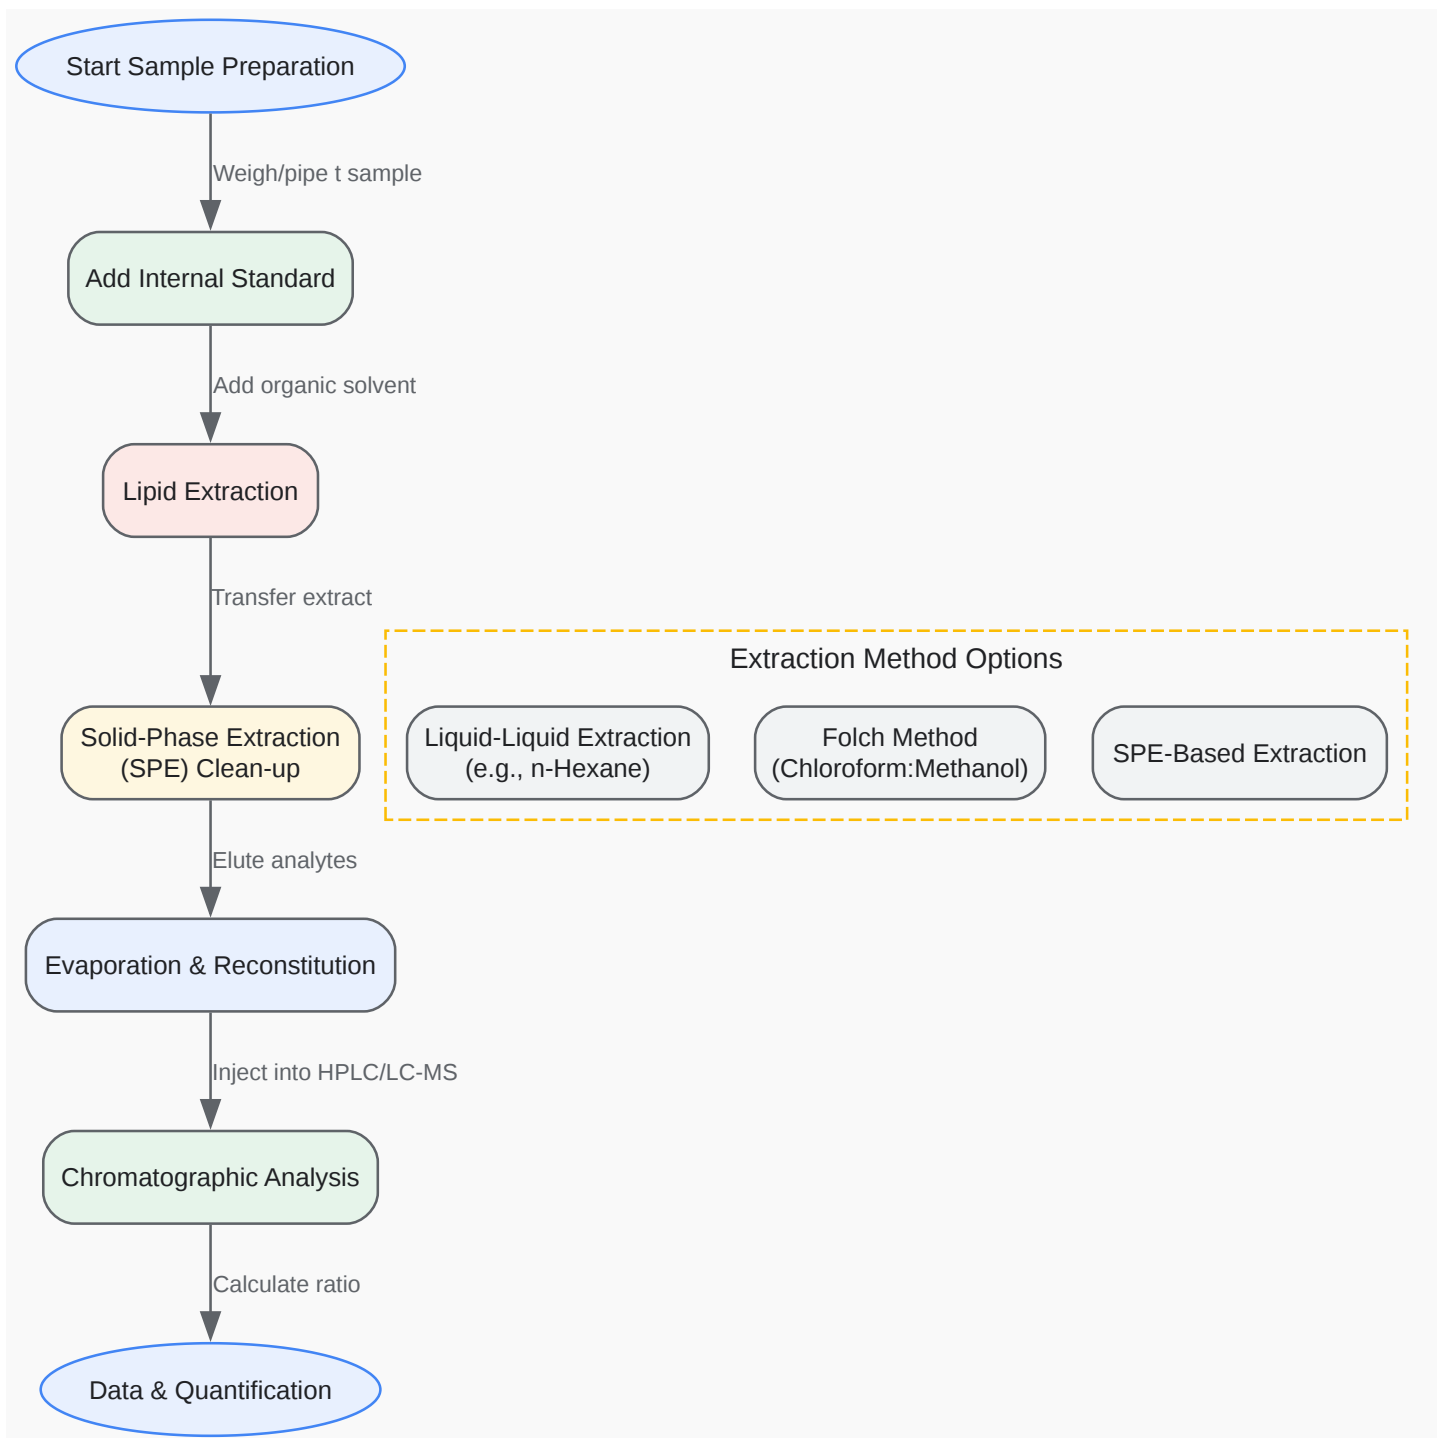 Start Sample Preparation
Weigh/pipe t sample
Add Internal Standard
Add organic solvent
Lipid Extraction
Transfer extract
Extraction Method Options
Solid-Phase Extraction
(SPE) Clean-up
Liquid-Liquid Extraction
(e.g., n-Hexane)
Folch Method
(Chloroform:Methanol)
SPE-Based Extraction
Elute analytes
Evaporation & Reconstitution
Inject into HPLC/LC-MS
Chromatographic Analysis
Calculate ratio
Data & Quantification